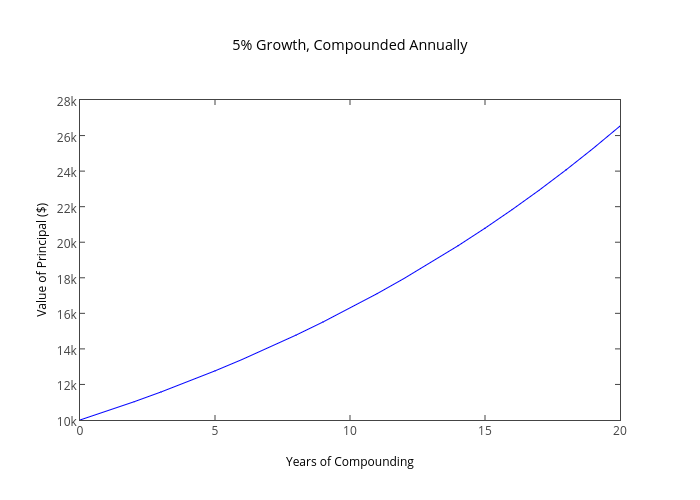 5% Growth, Compounded Annually
28k
26k
24k
22k
20k
18k
16k
14k
12k
10k
Value of Principal ($)
0 5 10 15 20
Years of Compounding